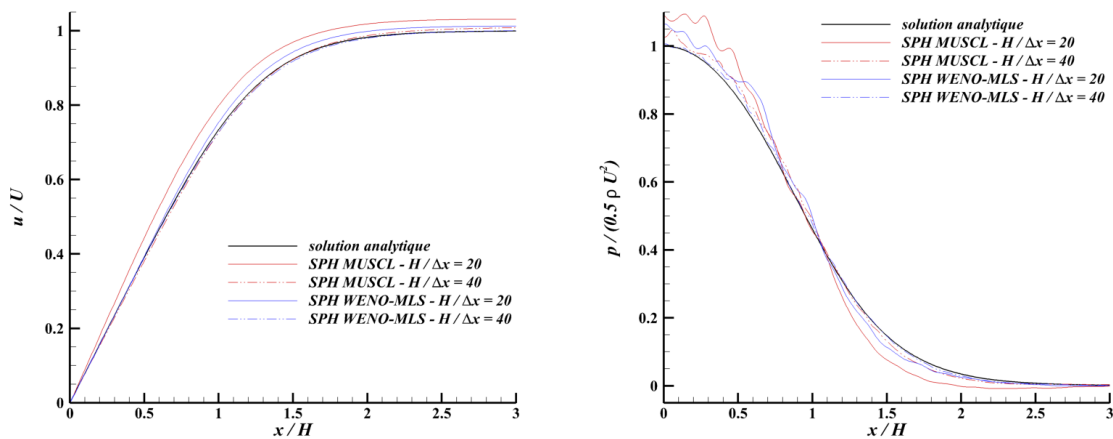 1
0.8
0.6
0.4
0.2
0
u / U
0 0.5 1 1.5 2 2.5 3
x / H
solution analytique
SPH MUSCL - H / Δx = 20
SPH MUSCL - H / Δx = 40
SPH WENO-MLS - H / Δx = 20
SPH WENO-MLS - H / Δx = 40
1
0.8
0.6
0.4
0.2
0
p / (0.5 ρ U²)
0 0.5 1 1.5 2 2.5 3
x / H
solution analytique
SPH MUSCL - H / Δx = 20
SPH MUSCL - H / Δx = 40
SPH WENO-MLS - H / Δx = 20
SPH WENO-MLS - H / Δx = 40